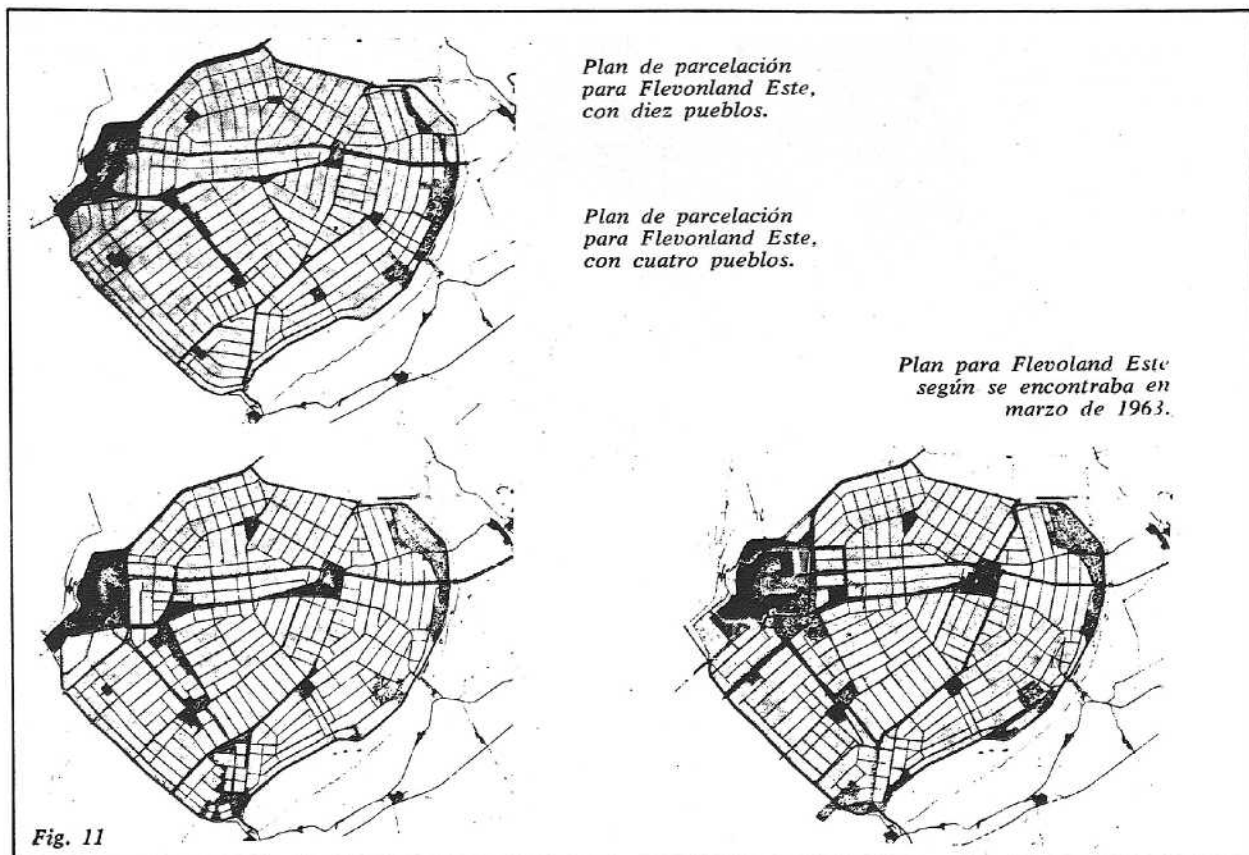 Plan de parcelación
para Flevonland Este,
con diez pueblos.
Plan de parcelación
para Flevonland Este,
con cuatro pueblos.
Plan para Flevoland Este
según se encontraba en
marzo de 1963.
Fig. 11